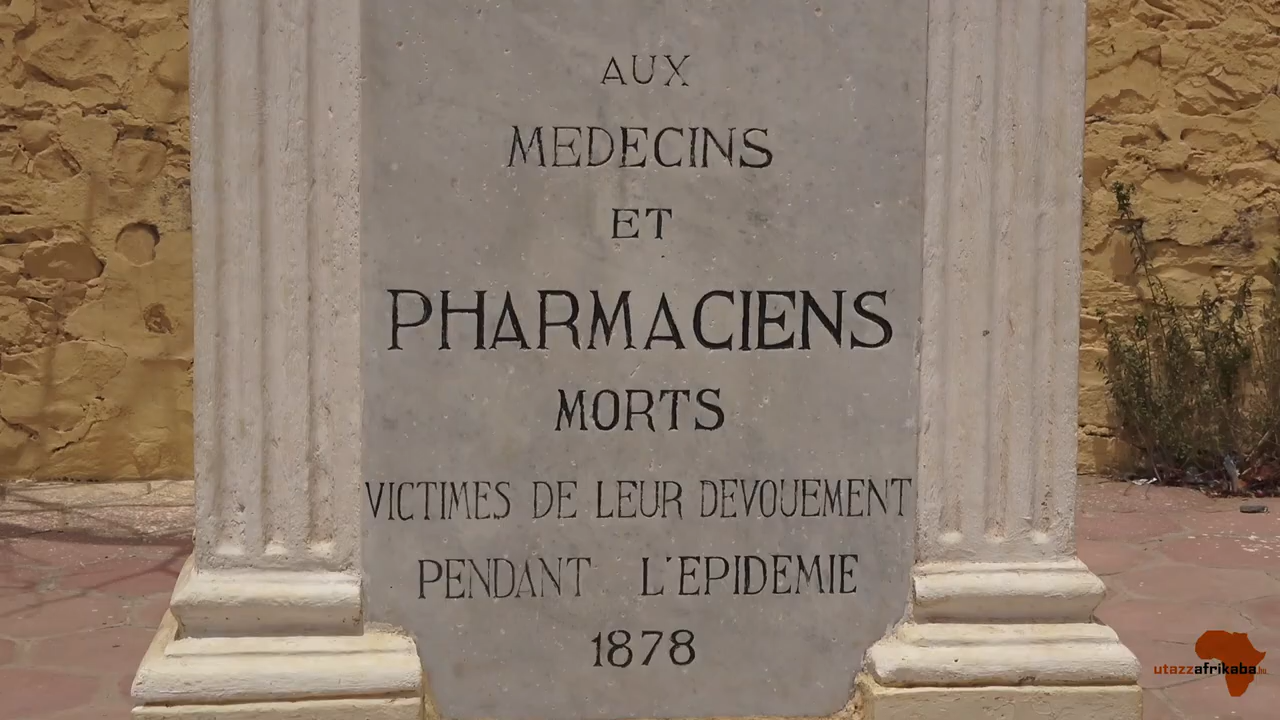 AUX
MEDECINS
ET
PHARMACIENS
MORTS
VICTIMES DE LEUR DEVOUEMENT
PENDANT L'EPIDEMIE
1878
utazzafrikaba.hu